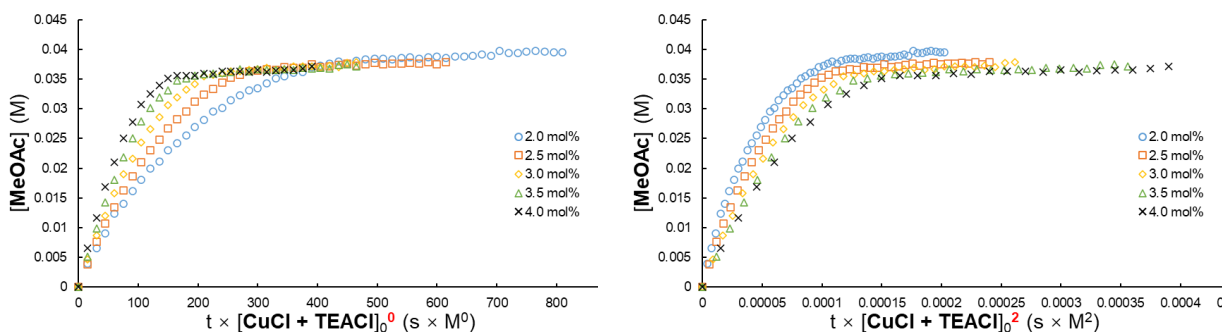 0.045
0.04
0.035
0.03
0.025
0.02
0.015
0.01
0.005
0
[MeOAc] (M)
0 100 200 300 400 500 600 700 800
t × [CuCl + TEACl]₀⁰ (s × M⁰)
2.0 mol%
2.5 mol%
3.0 mol%
3.5 mol%
4.0 mol%
0.045
0.04
0.035
0.03
0.025
0.02
0.015
0.01
0.005
0
[MeOAc] (M)
0 0.00005 0.0001 0.00015 0.0002 0.00025 0.0003 0.00035 0.0004
t × [CuCl + TEACl]₀² (s × M²)
2.0 mol%
2.5 mol%
3.0 mol%
3.5 mol%
4.0 mol%